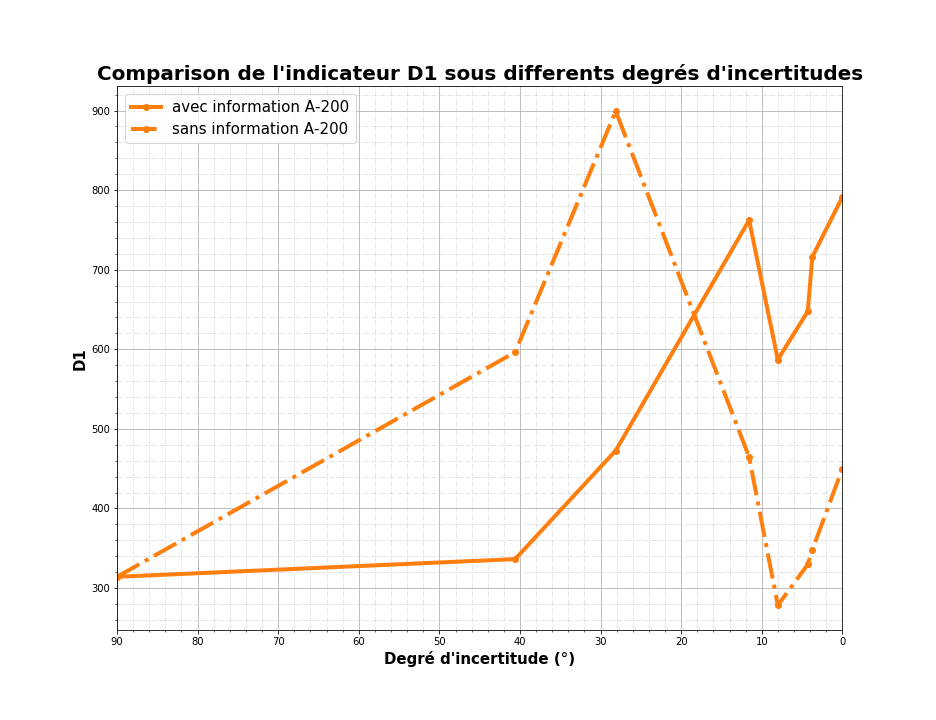 Comparison de l'indicateur D1 sous differents degrés d'incertitudes
avec information A-200
sans information A-200
900
800
700
600
500
400
300
D1
90 80 70 60 50 40 30 20 10 0
Degré d'incertitude (°)